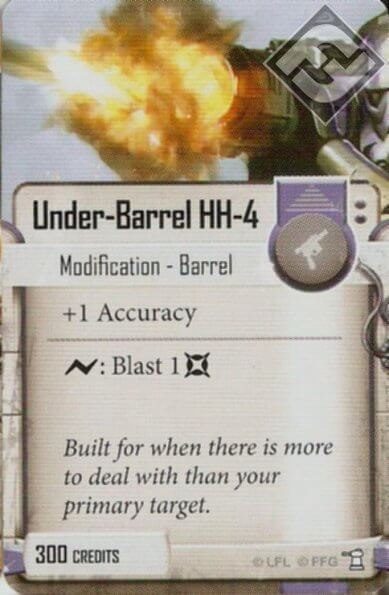 Under-Barrel HH-4
Modification - Barrel
+1 Accuracy
: Blast 1
Built for when there is more
to deal with than your
primary target.
300 CREDITS
© LFL © FFG